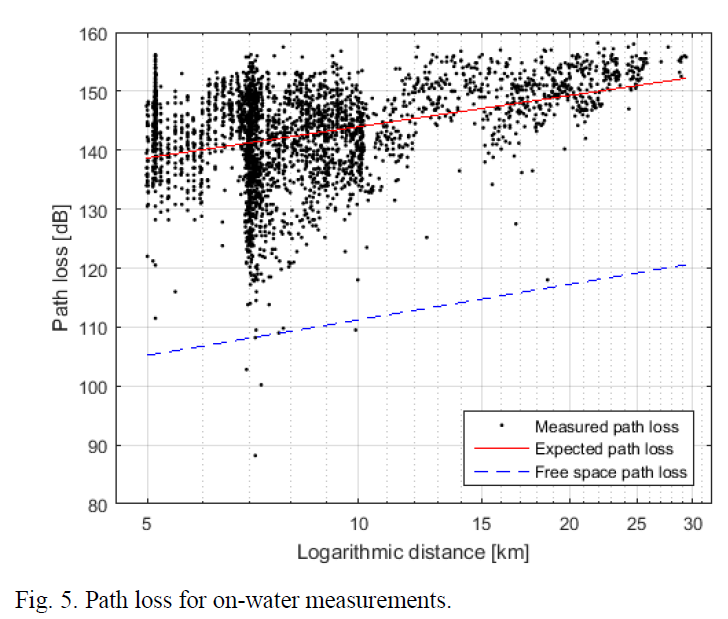 160
150
140
130
120
110
100
90
80
Path loss [dB]
Measured path loss
Expected path loss
Free space path loss
5 10 15 20 25 30
Logarithmic distance [km]
Fig. 5. Path loss for on-water measurements.